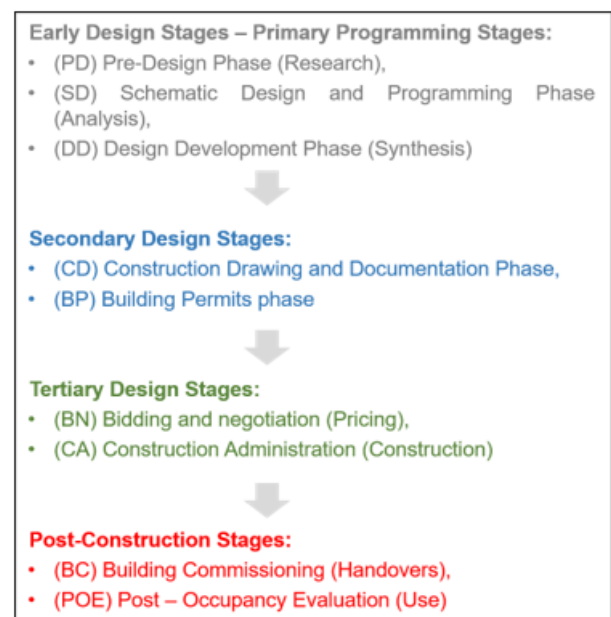 Early Design Stages – Primary Programming Stages:
• (PD) Pre-Design Phase (Research),
• (SD) Schematic Design and Programming Phase
(Analysis),
• (DD) Design Development Phase (Synthesis)
Secondary Design Stages:
• (CD) Construction Drawing and Documentation Phase,
• (BP) Building Permits phase
Tertiary Design Stages:
• (BN) Bidding and negotiation (Pricing),
• (CA) Construction Administration (Construction)
Post-Construction Stages:
• (BC) Building Commissioning (Handovers),
• (POE) Post – Occupancy Evaluation (Use)